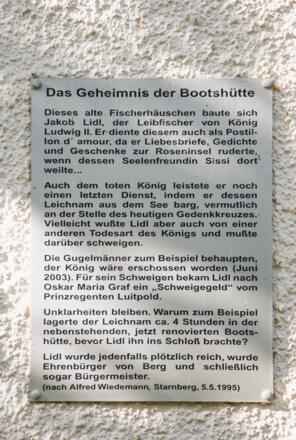 Das Geheimnis der Bootshütte
Dieses alte Fischerhäuschen baute sich
Jakob Lidl, der Leibfischer von König
Ludwig II. Er diente diesem auch als Postil-
lon d´ amour, da er Liebesbriefe, Gedichte
und Geschenke zur Roseninsel ruderte,
wenn dessen Seelenfreundin Sissi dort
weilte...
Auch dem toten König leistete er noch
einen letzten Dienst, indem er dessen
Leichnam aus dem See barg, vermutlich
an der Stelle des heutigen Gedenkkreuzes.
Vielleicht wußte Lidl aber auch von einer
anderen Todesart des Königs und mußte
darüber schweigen.
Die Gugelmänner zum Beispiel behaupten,
der König wäre erschossen worden (Juni
2003). Für sein Schweigen bekam Lidl nach
Oskar Maria Graf ein „Schweigegeld" vom
Prinzregenten Luitpold.
Unklarheiten bleiben. Warum zum Beispiel
lagerte der Leichnam ca. 4 Stunden in der
nebenstehenden, jetzt renovierten Boots-
hütte, bevor Lidl ihn ins Schloß brachte?
Lidl wurde jedenfalls plötzlich reich, wurde
Ehrenbürger von Berg und schließlich
sogar Bürgermeister.
(nach Alfred Wiedemann, Starnberg, 5.5.1995)